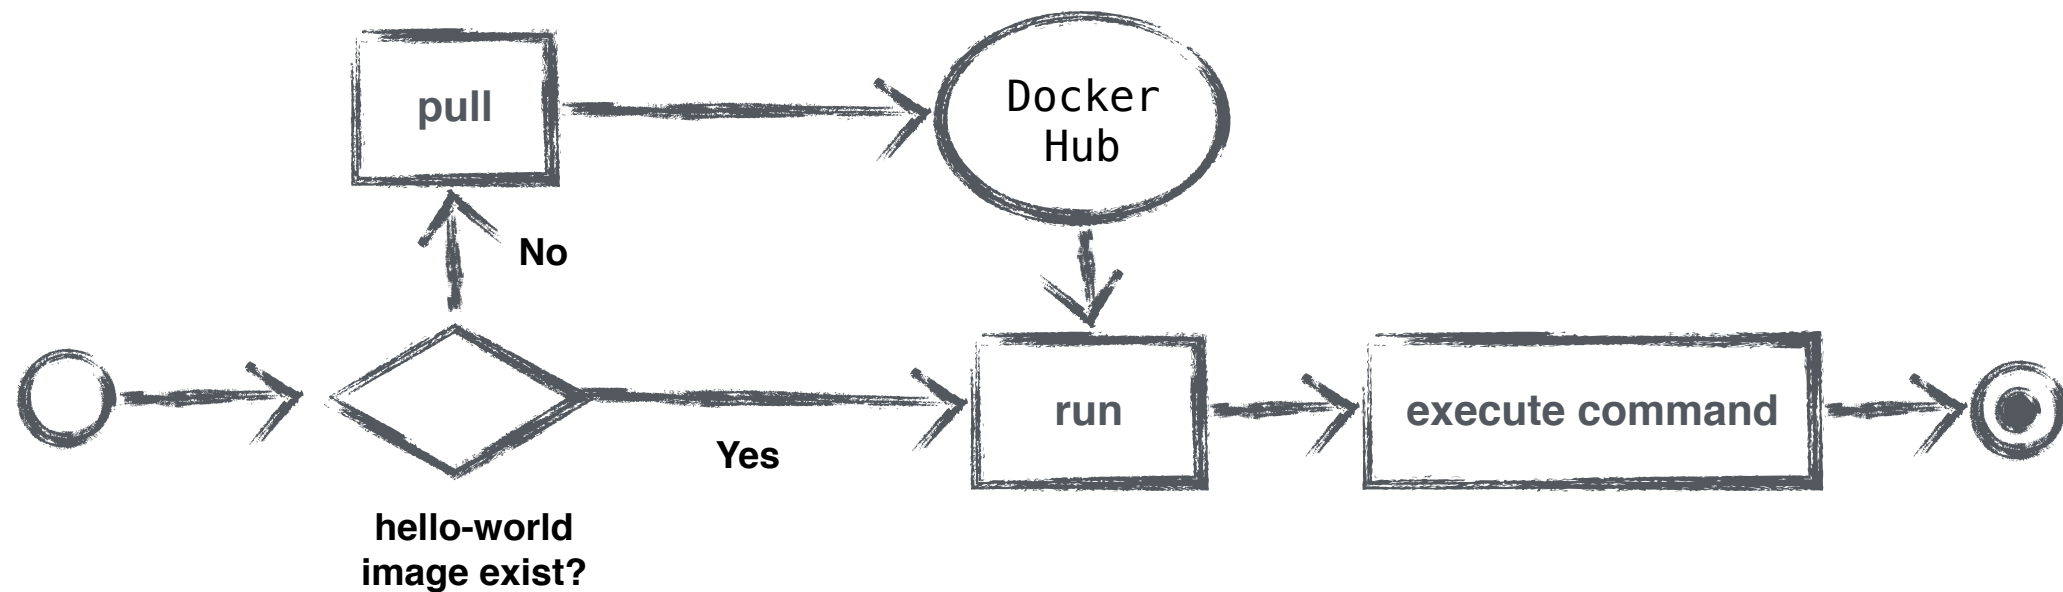 pull
Docker
Hub
No
run
execute command
Yes
hello-world
image exist?